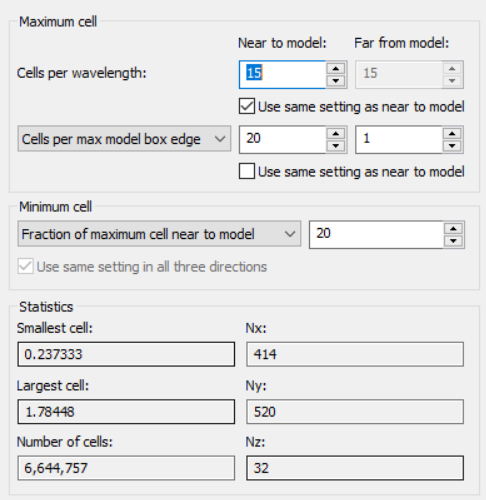 Maximum cell
Near to model: Far from model:
Cells per wavelength: 15 15
Use same setting as near to model
Cells per max model box edge 20 1
Use same setting as near to model
Minimum cell
Fraction of maximum cell near to model 20
Use same setting in all three directions
Statistics
Smallest cell: Nx:
0.237333 414
Largest cell: Ny:
1.78448 520
Number of cells: Nz:
6,644,757 32